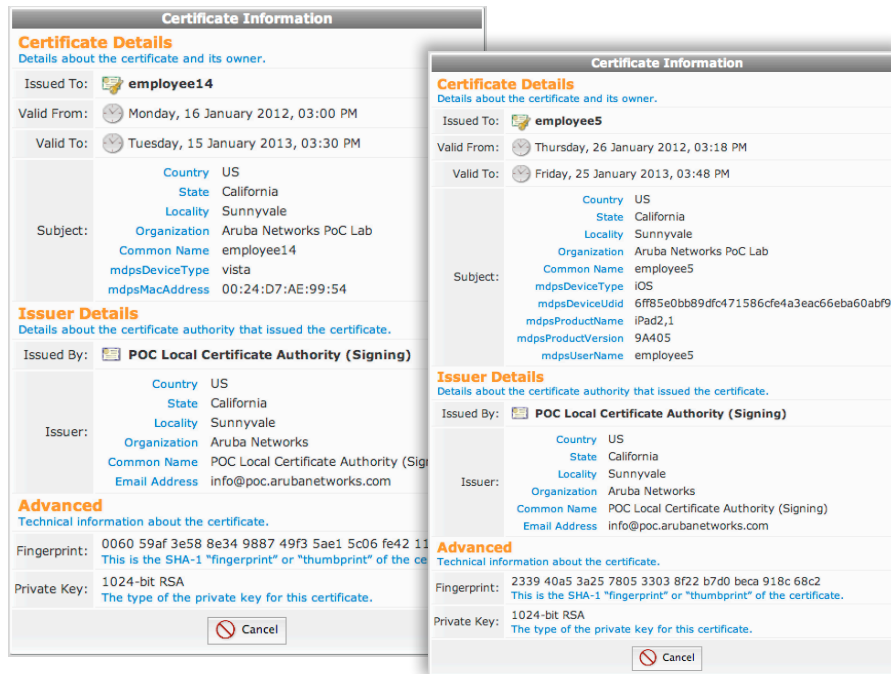 Certificate Information
Certificate Details
Details about the certificate and its owner.
Issued To: employee14
Valid From: Monday, 16 January 2012, 03:00 PM
Valid To: Tuesday, 15 January 2013, 03:30 PM
Subject:
Country US
State California
Locality Sunnyvale
Organization Aruba Networks PoC Lab
Common Name employee14
mdpsDeviceType vista
mdpsMacAddress 00:24:D7:AE:99:54
Issuer Details
Details about the certificate authority that issued the certificate.
Issued By: POC Local Certificate Authority (Signing)
Issuer:
Country US
State California
Locality Sunnyvale
Organization Aruba Networks
Common Name POC Local Certificate Authority (Sig
Email Address info@poc.arubanetworks.com
Advanced
Technical information about the certificate.
Fingerprint: 0060 59af 3e58 8e34 9887 49f3 5ae1 5c06 fe42 11
This is the SHA-1 "fingerprint" or "thumbprint" of the ce
Private Key: 1024-bit RSA
The type of the private key for this certificate.
Cancel
Certificate Information
Certificate Details
Details about the certificate and its owner.
Issued To: employee5
Valid From: Thursday, 26 January 2012, 03:18 PM
Valid To: Friday, 25 January 2013, 03:48 PM
Subject:
Country US
State California
Locality Sunnyvale
Organization Aruba Networks PoC Lab
Common Name employee5
mdpsDeviceType iOS
mdpsDeviceUdid 6ff85e0bb89dfc471586cfe4a3eac66eba60abf9
mdpsProductName iPad2,1
mdpsProductVersion 9A405
mdpsUserName employee5
Issuer Details
Details about the certificate authority that issued the certificate.
Issued By: POC Local Certificate Authority (Signing)
Issuer:
Country US
State California
Locality Sunnyvale
Organization Aruba Networks
Common Name POC Local Certificate Authority (Signing)
Email Address info@poc.arubanetworks.com
Advanced
Technical information about the certificate.
Fingerprint: 2339 40a5 3a25 7805 3303 8f22 b7d0 beca 918c 68c2
This is the SHA-1 "fingerprint" or "thumbprint" of the certificate.
Private Key: 1024-bit RSA
The type of the private key for this certificate.
Cancel